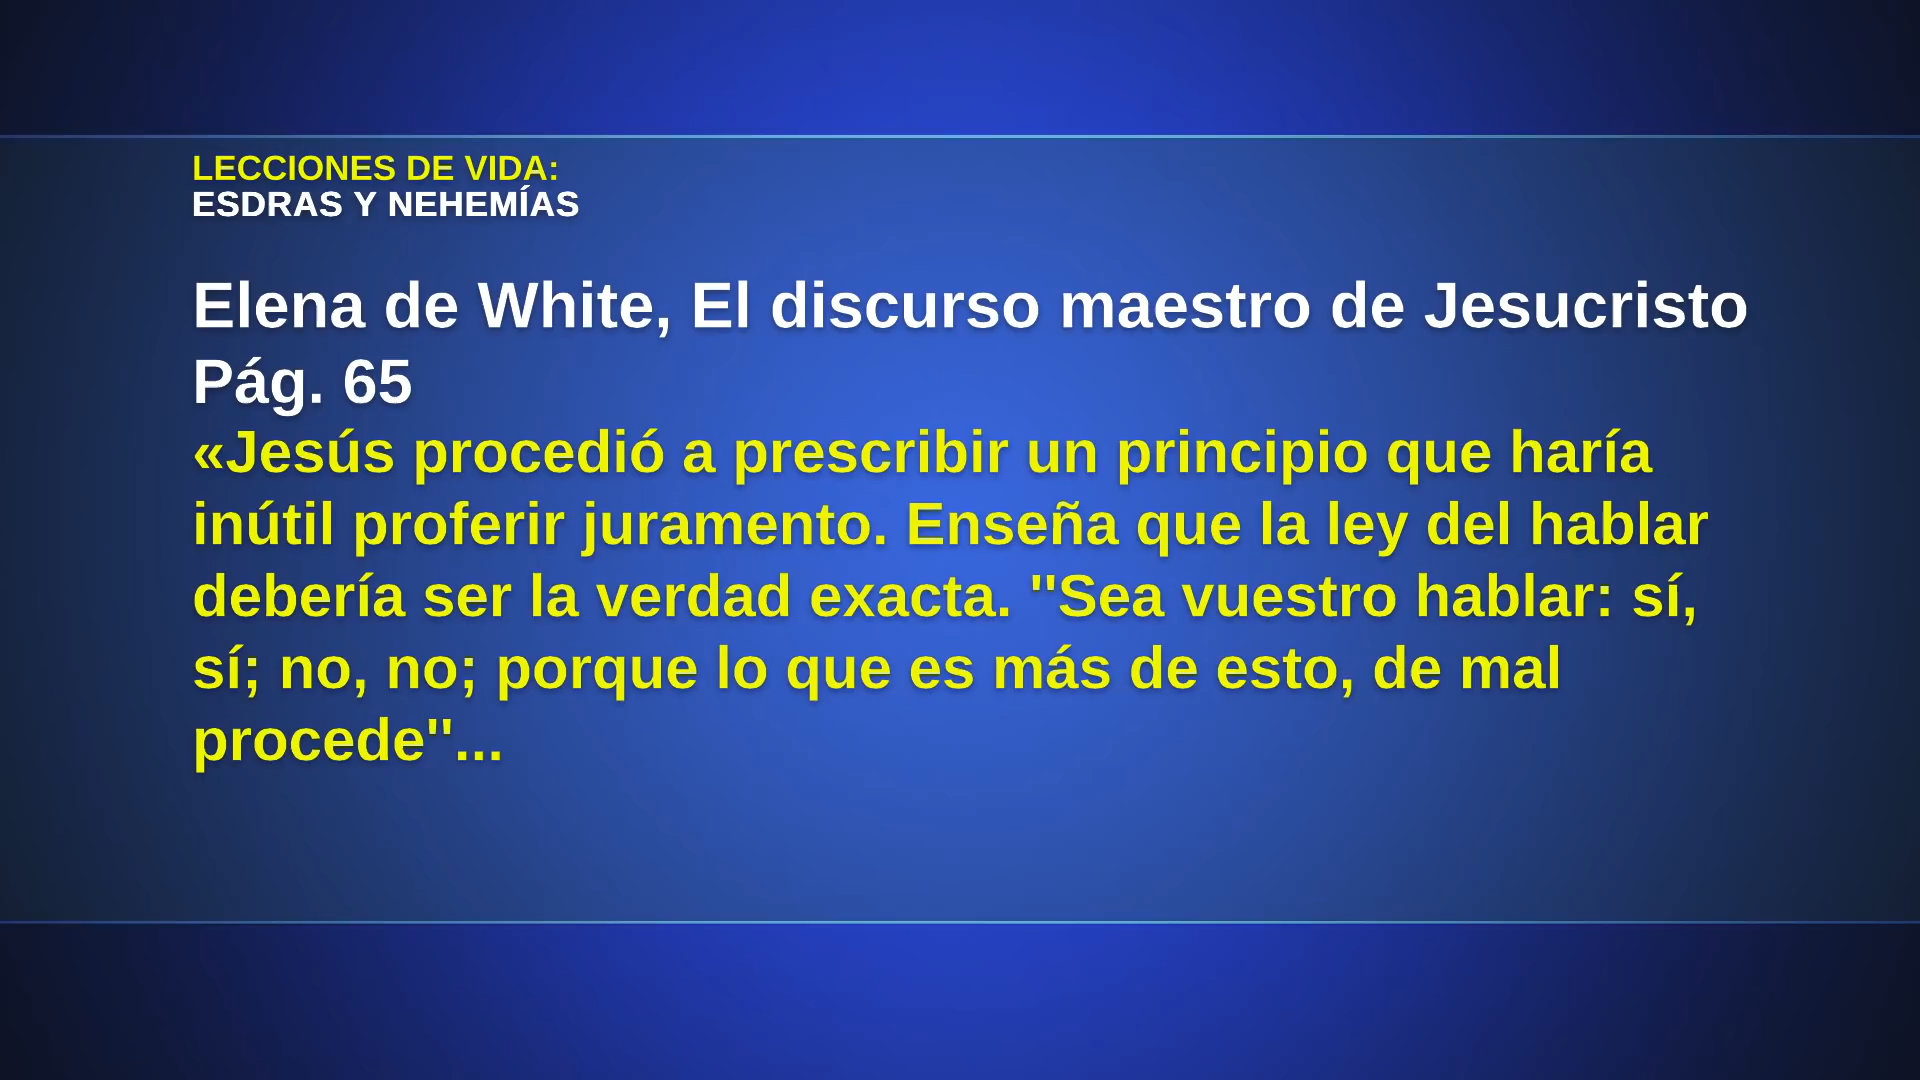 LECCIONES DE VIDA:
ESDRAS Y NEHEMÍAS
Elena de White, El discurso maestro de Jesucristo
Pág. 65
«Jesús procedió a prescribir un principio que haría
inútil proferir juramento. Enseña que la ley del hablar
debería ser la verdad exacta. "Sea vuestro hablar: sí,
sí; no, no; porque lo que es más de esto, de mal
procede"...